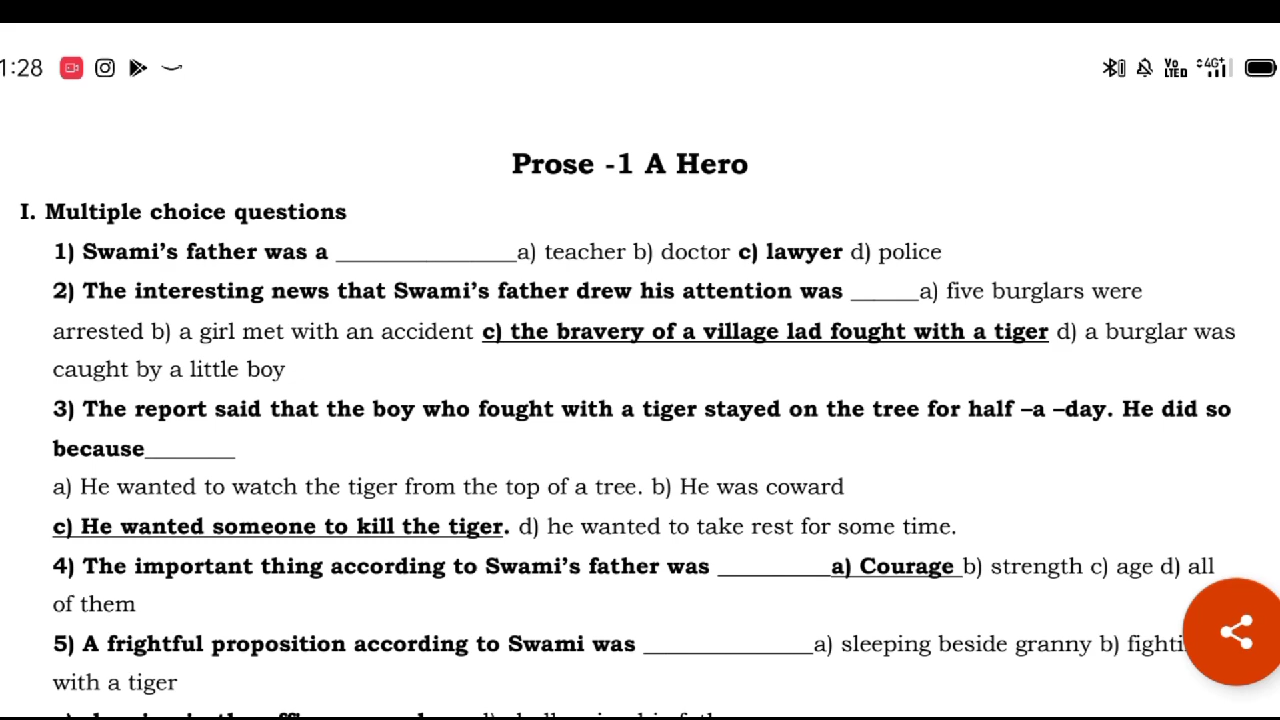 1:28
Vo LTED 4G+
Prose -1 A Hero
I. Multiple choice questions
1) Swami's father was a ________________a) teacher b) doctor c) lawyer d) police
2) The interesting news that Swami's father drew his attention was ______a) five burglars were
arrested b) a girl met with an accident c) the bravery of a village lad fought with a tiger d) a burglar was
caught by a little boy
3) The report said that the boy who fought with a tiger stayed on the tree for half –a –day. He did so
because________
a) He wanted to watch the tiger from the top of a tree. b) He was coward
c) He wanted someone to kill the tiger. d) he wanted to take rest for some time.
4) The important thing according to Swami's father was __________a) Courage b) strength c) age d) all
of them
5) A frightful proposition according to Swami was _______________a) sleeping beside granny b)
with a tiger